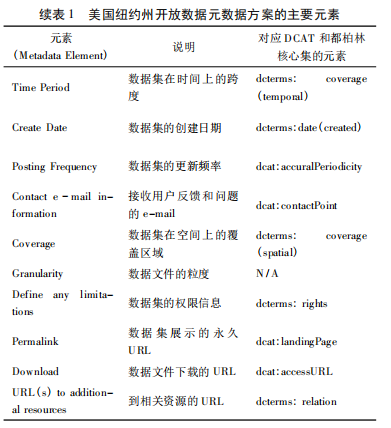 续表1 美国纽约州开放数据元数据方案的主要元素
元素 说明 对应 DCAT 和都柏林
(Metadata Element) 核心集的元素
Time Period 数据集在时间上的跨 dcterms: coverage
度 (temporal)
Create Date 数据集的创建日期 dcterms:date(created)
Posting Frequency 数据集的更新频率 dcat:accuralPeriodicity
Contact e-mail in- 接收用户反馈和问题 dcat:contactPoint
formation 的 e-mail
Coverage 数据集在空间上的覆 dcterms: coverage
盖区域 (spatial)
Granularity 数据文件的粒度 N/A
Define any limita- 数据集的权限信息 dcterms: rights
tions
Permalink 数据集展示的永久 dcat:landingPage
URL
Download 数据文件下载的 URL dcat:accessURL
URL(s) to addition- 到相关资源的 URL dcterms: relation
al resources